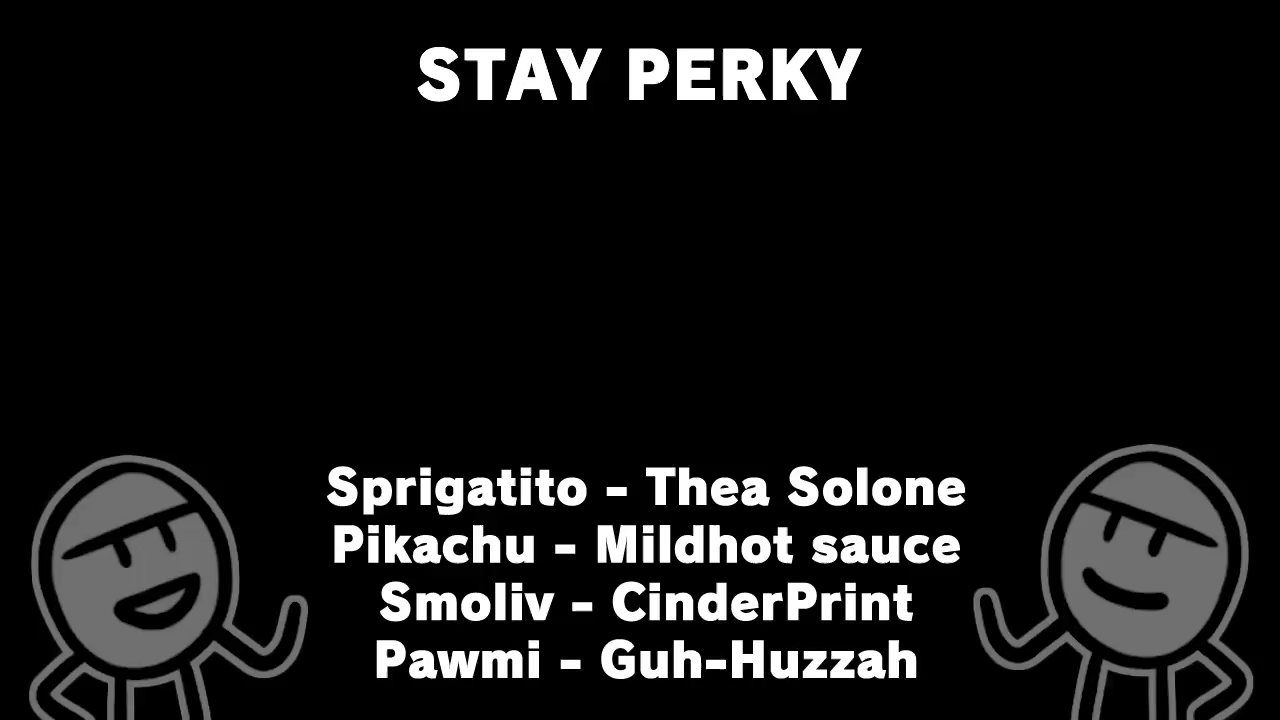 STAY PERKY
Sprigatito - Thea Solone
Pikachu - Mildhot sauce
Smoliv - CinderPrint
Pawmi - Guh-Huzzah